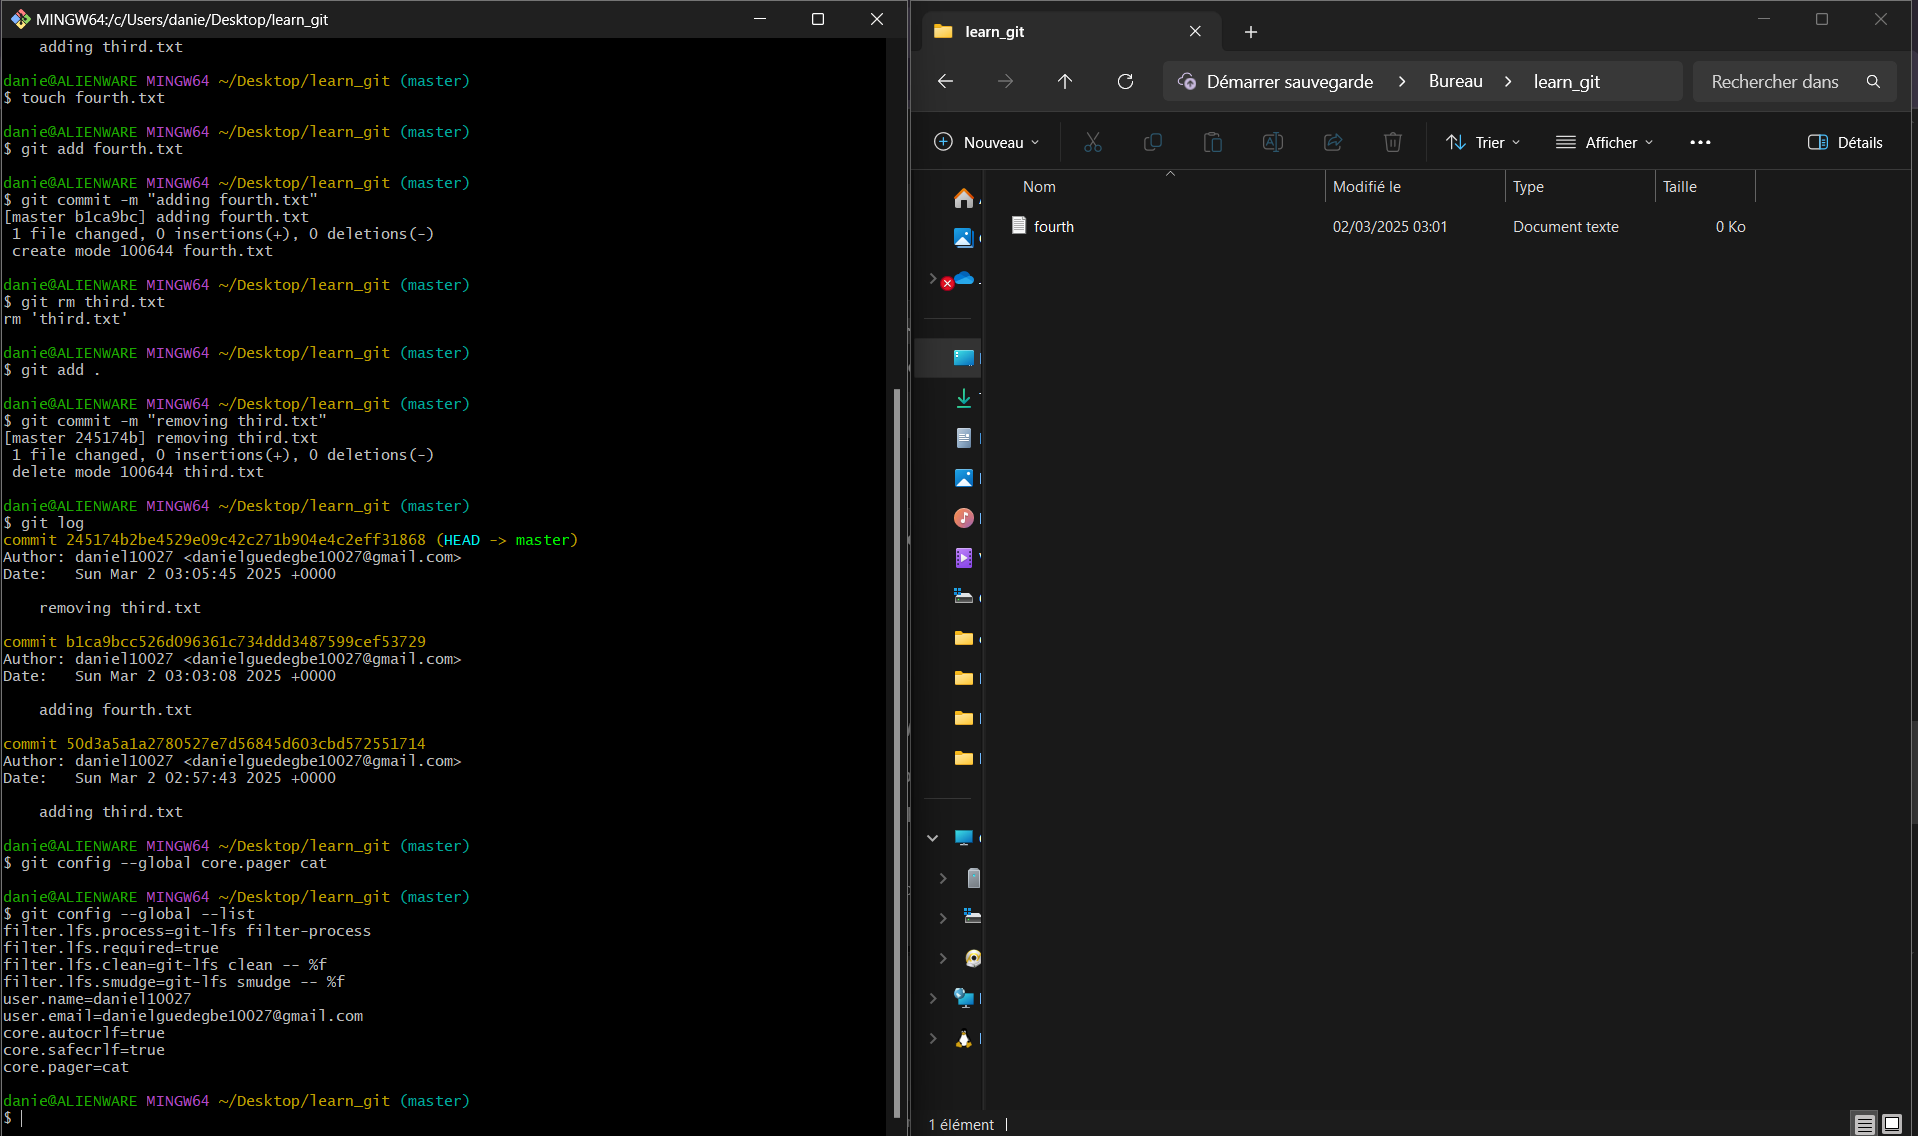 MINGW64:/c/Users/danie/Desktop/learn_git
    adding third.txt
danie@ALIENWARE MINGW64 ~/Desktop/learn_git (master)
$ touch fourth.txt
danie@ALIENWARE MINGW64 ~/Desktop/learn_git (master)
$ git add fourth.txt
danie@ALIENWARE MINGW64 ~/Desktop/learn_git (master)
$ git commit -m "adding fourth.txt"
[master b1ca9bc] adding fourth.txt
 1 file changed, 0 insertions(+), 0 deletions(-)
 create mode 100644 fourth.txt
danie@ALIENWARE MINGW64 ~/Desktop/learn_git (master)
$ git rm third.txt
rm 'third.txt'
danie@ALIENWARE MINGW64 ~/Desktop/learn_git (master)
$ git add .
danie@ALIENWARE MINGW64 ~/Desktop/learn_git (master)
$ git commit -m "removing third.txt"
[master 245174b] removing third.txt
 1 file changed, 0 insertions(+), 0 deletions(-)
 delete mode 100644 third.txt
danie@ALIENWARE MINGW64 ~/Desktop/learn_git (master)
$ git log
commit 245174b2be4529e09c42c271b904e4c2eff31868 (HEAD -> master)
Author: daniel10027 <danielguedegbe10027@gmail.com>
Date:   Sun Mar 2 03:05:45 2025 +0000
    removing third.txt
commit b1ca9bcc526d096361c734ddd3487599cef53729
Author: daniel10027 <danielguedegbe10027@gmail.com>
Date:   Sun Mar 2 03:03:08 2025 +0000
    adding fourth.txt
commit 50d3a5a1a2780527e7d56845d603cbd572551714
Author: daniel10027 <danielguedegbe10027@gmail.com>
Date:   Sun Mar 2 02:57:43 2025 +0000
    adding third.txt
danie@ALIENWARE MINGW64 ~/Desktop/learn_git (master)
$ git config --global core.pager cat
danie@ALIENWARE MINGW64 ~/Desktop/learn_git (master)
$ git config --global --list
filter.lfs.process=git-lfs filter-process
filter.lfs.required=true
filter.lfs.clean=git-lfs clean -- %f
filter.lfs.smudge=git-lfs smudge -- %f
user.name=daniel10027
user.email=danielguedegbe10027@gmail.com
core.autocrlf=true
core.safecrlf=true
core.pager=cat
danie@ALIENWARE MINGW64 ~/Desktop/learn_git (master)
$
learn_git
Démarrer sauvegarde > Bureau > learn_git
Rechercher dans
Nouveau
Trier
Afficher
Détails
Nom Modifié le Type Taille
fourth 02/03/2025 03:01 Document texte 0 Ko
1 élément